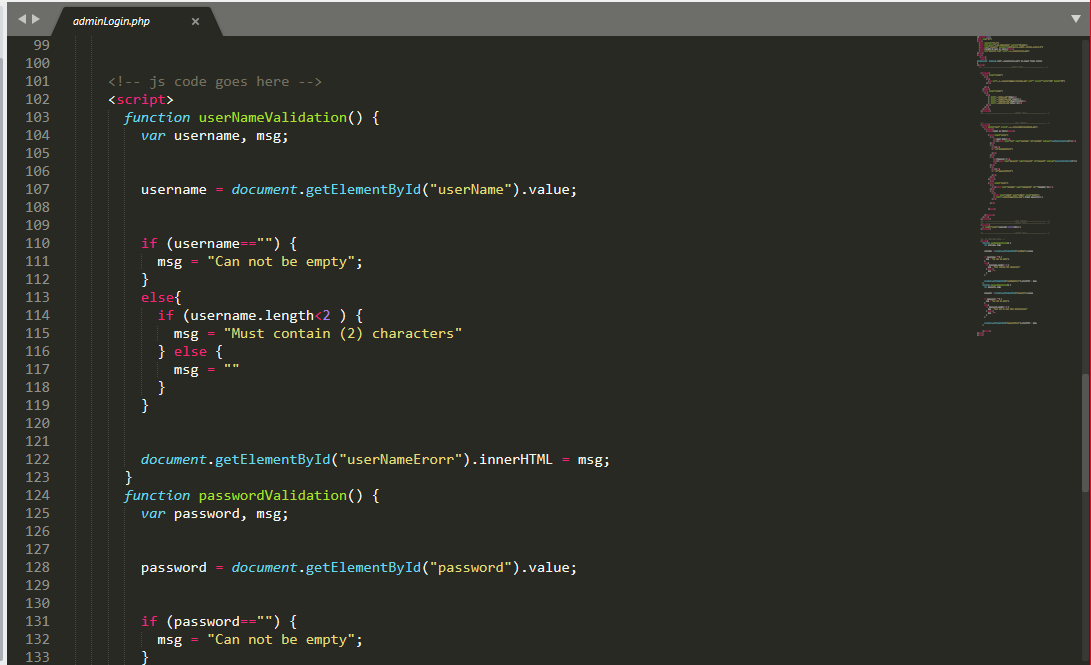 adminLogin.php ×
99
100
101 <!-- js code goes here -->
102 <script>
103 function userNameValidation() {
104 var username, msg;
105
106
107 username = document.getElementById("userName").value;
108
109
110 if (username=="") {
111 msg = "Can not be empty";
112 }
113 else{
114 if (username.length<2 ) {
115 msg = "Must contain (2) characters"
116 } else {
117 msg = ""
118 }
119 }
120
121
122 document.getElementById("userNameErorr").innerHTML = msg;
123 }
124 function passwordValidation() {
125 var password, msg;
126
127
128 password = document.getElementById("password").value;
129
130
131 if (password=="") {
132 msg = "Can not be empty";
133 }